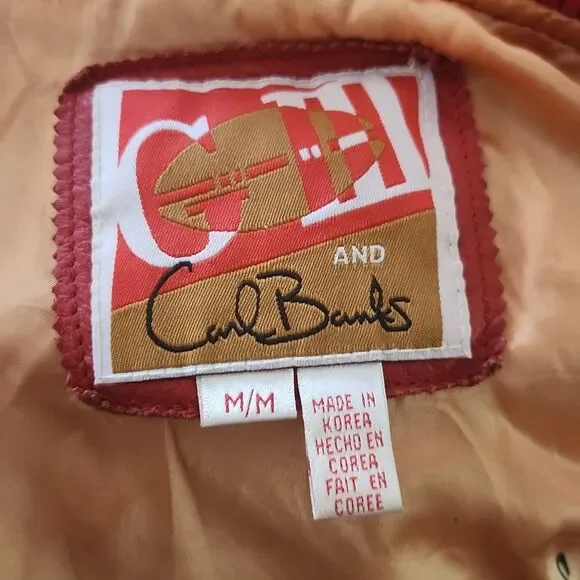 G-III
AND
Carl Banks
M/M
MADE IN
KOREA
HECHO EN
COREA
FAIT EN
COREE